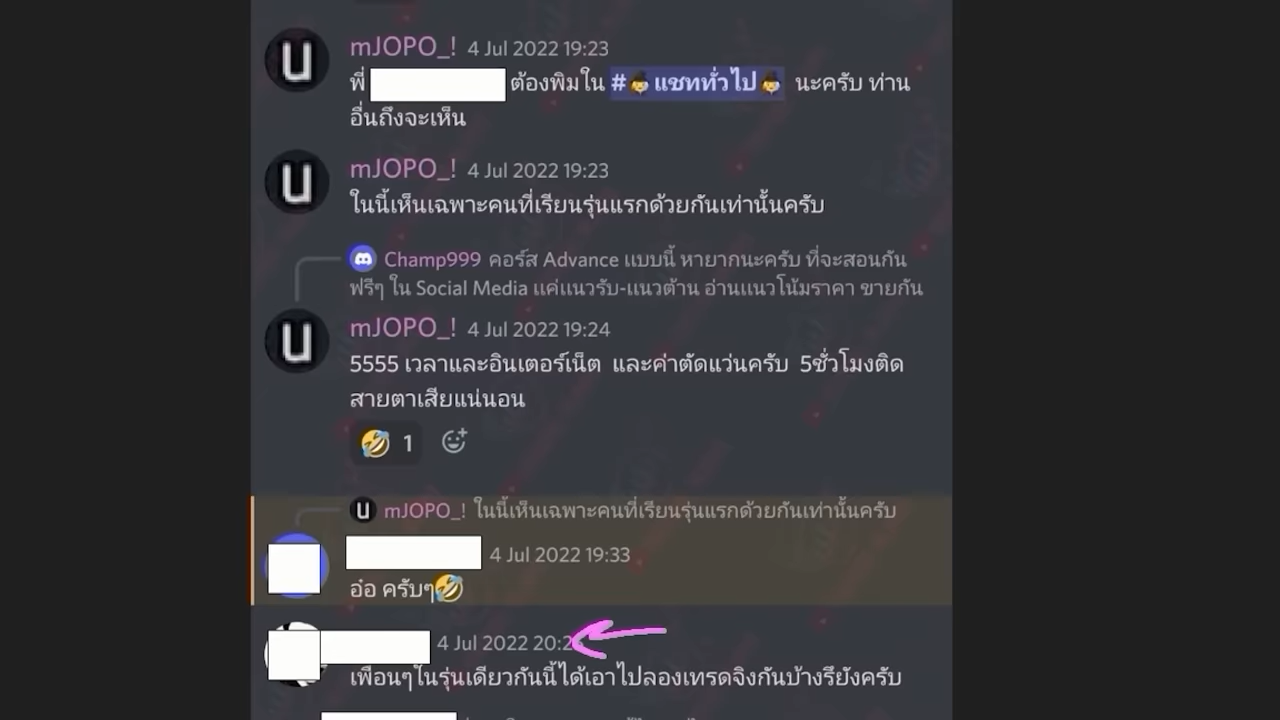 mJOPO_! 4 Jul 2022 19:23
พี่ ต้องพิมใน # แชททั่วไป นะครับ ท่าน
อื่นถึงจะเห็น
mJOPO_! 4 Jul 2022 19:23
ในนี้เห็นเฉพาะคนที่เรียนรุ่นแรกด้วยกันเท่านั้นครับ
Champ999 คอร์ส Advance แบบนี้ หายากนะครับ ที่จะสอนกัน
ฟรีๆ ใน Social Media แค่แนวรับ-แนวต้าน อ่านแนวโน้มราคา ขายกัน
mJOPO_! 4 Jul 2022 19:24
5555 เวลาและอินเตอร์เน็ต และค่าตัดแว่นครับ 5ชั่วโมงติด
สายตาเสียแน่นอน
1
mJOPO_! ในนี้เห็นเฉพาะคนที่เรียนรุ่นแรกด้วยกันเท่านั้นครับ
4 Jul 2022 19:33
อ๋อ ครับๆ
4 Jul 2022
เพื่อนๆในรุ่นเดียวกันนี้ได้เอาไปลองเทรดจิงกันบ้างรึยังครับ